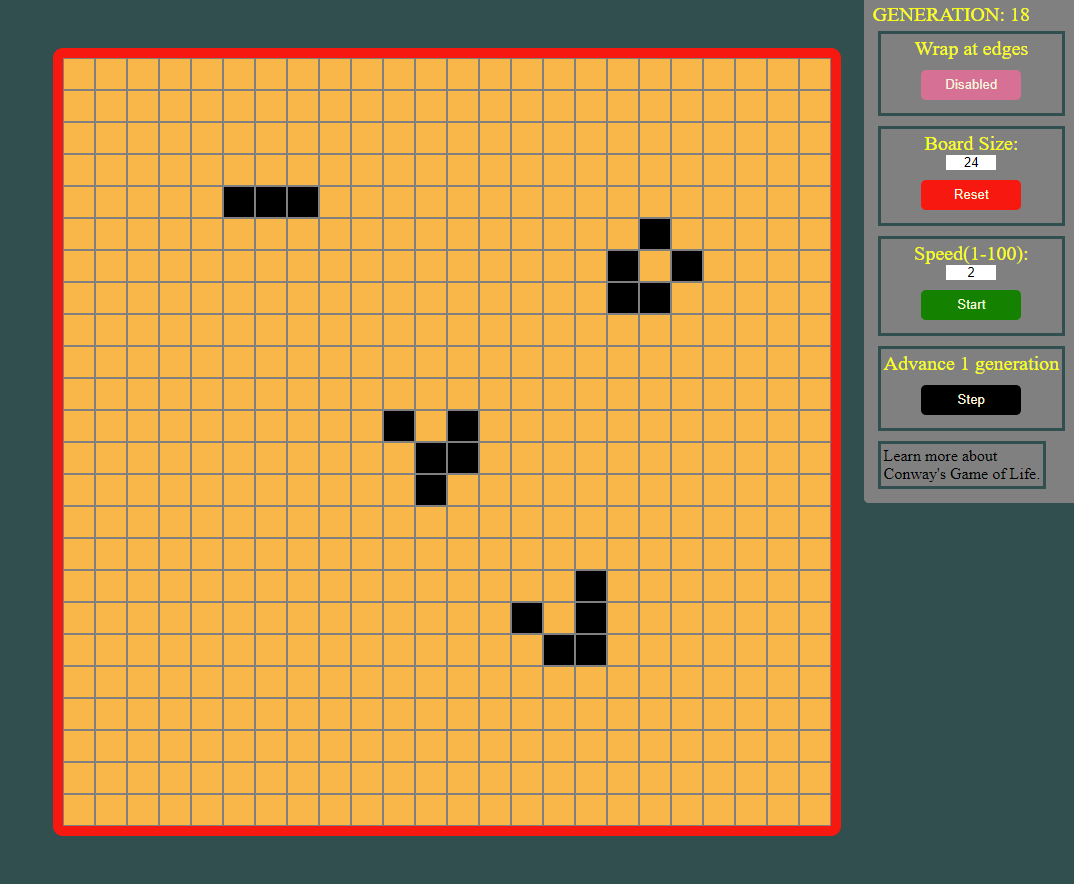 GENERATION: 18
Wrap at edges
Disabled
Board Size:
24
Reset
Speed(1-100):
2
Start
Advance 1 generation
Step
Learn more about
Conway's Game of Life.